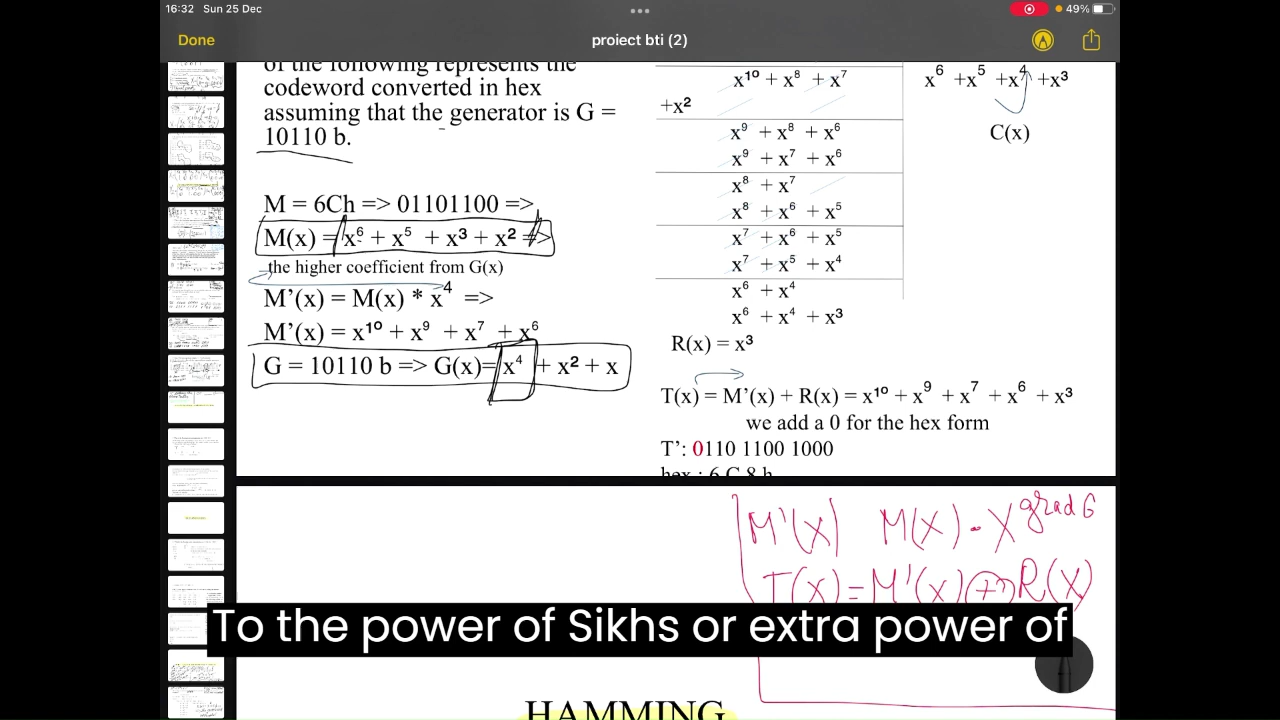 16:32 Sun 25 Dec
49%
Done
proiect bti (2)
of the following represents the
codeword converted in hex
assuming that the generator is G =
10110 b.
M = 6Ch => 01101100 =>
M(x) = x⁶ + x⁵ + x³ + x² =>
the higher coefficient from G(x)
M’(x) = M(x) * x⁴ =>
M’(x) = x¹⁰ + x⁹ + x⁷ + x⁶
G = 10110 b => G(x)= x⁴ + x² + x
x¹⁰ + x⁸ + x⁷
+x²
x⁹ + x⁸ + x⁶
x⁹ + x⁷ + x⁶
x⁸ + x⁷
x⁸ + x⁶ + x⁵
x⁷ + x⁶ + x⁵
x⁷ + x⁵ + x⁴
x⁶ + x⁴
x⁶ + x⁴ + x³
x⁶ +x⁵ +x⁴ +x³
C(x)
R(x) = x³
T(x) = M’(x) + R(x) = x¹⁰+ x⁹ + x⁷ + x⁶ + x³
we add a 0 for the hex form
T’: 0110 1100 1000
hex : 6 C 8 h
M'(X) M(X) · X grad G
T(X) = M'(X) (+) R(X)
To the power of Sikhs or extra power of
HAMMING